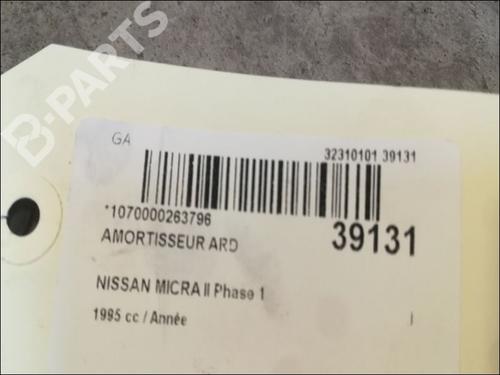 B-PARTS
GA
32310101 39131
*1070000263796
39131
AMORTISSEUR ARD
NISSAN MICRA II Phase 1
1995 cc / Année